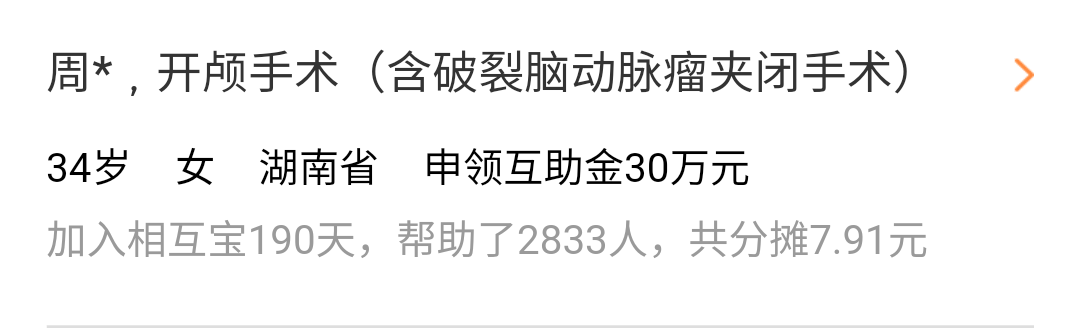 周*，开颅手术（含破裂脑动脉瘤夹闭手术）
34岁 女 湖南省 申领互助金30万元
加入相互宝190天，帮助了2833人，共分摊7.91元